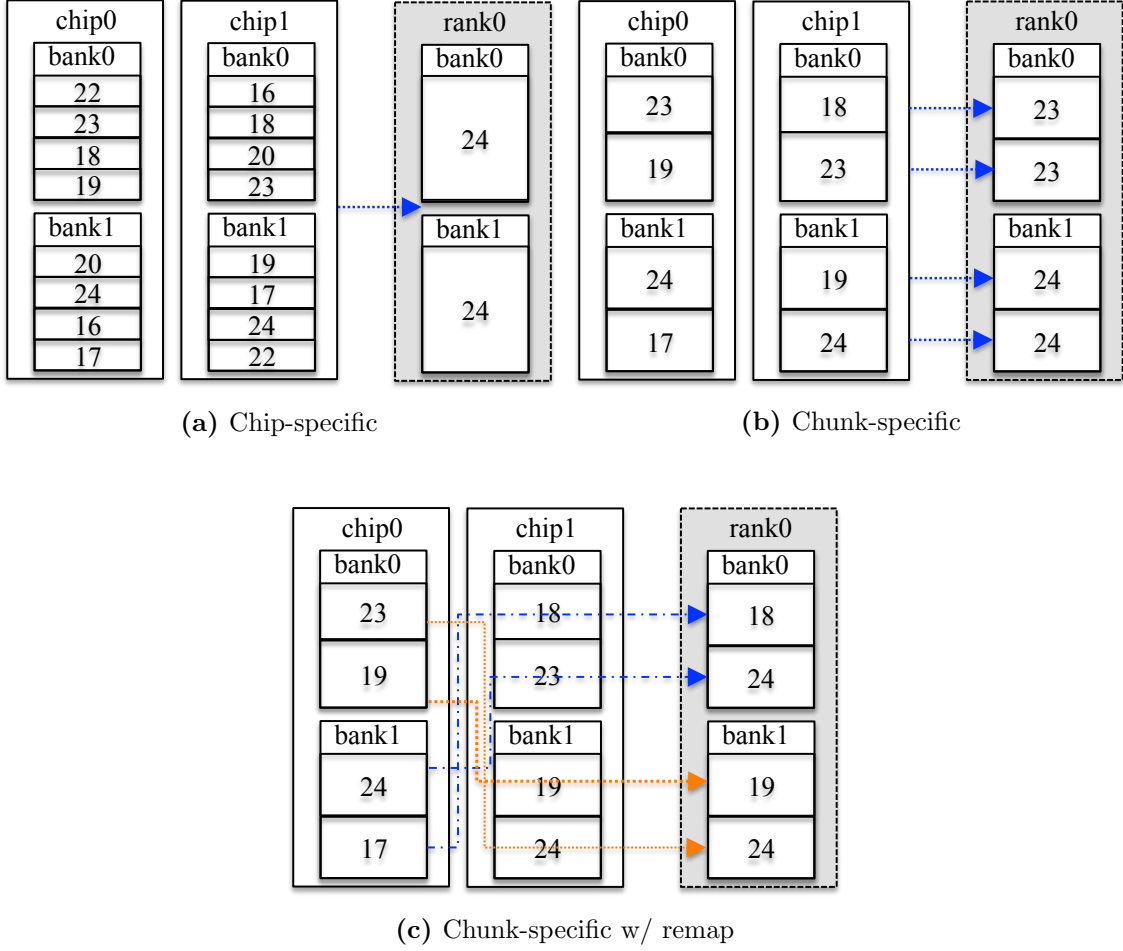 chip0
bank0
22
23
18
19
bank1
20
24
16
17
chip1
bank0
16
18
20
23
bank1
19
17
24
22
rank0
bank0
24
bank1
24
(a) Chip-specific
chip0
bank0
23
19
bank1
24
17
chip1
bank0
18
23
bank1
19
24
rank0
bank0
23
23
bank1
24
24
(b) Chunk-specific
chip0
bank0
23
19
bank1
24
17
chip1
bank0
18
23
bank1
19
24
rank0
bank0
18
24
bank1
19
24
(c) Chunk-specific w/ remap